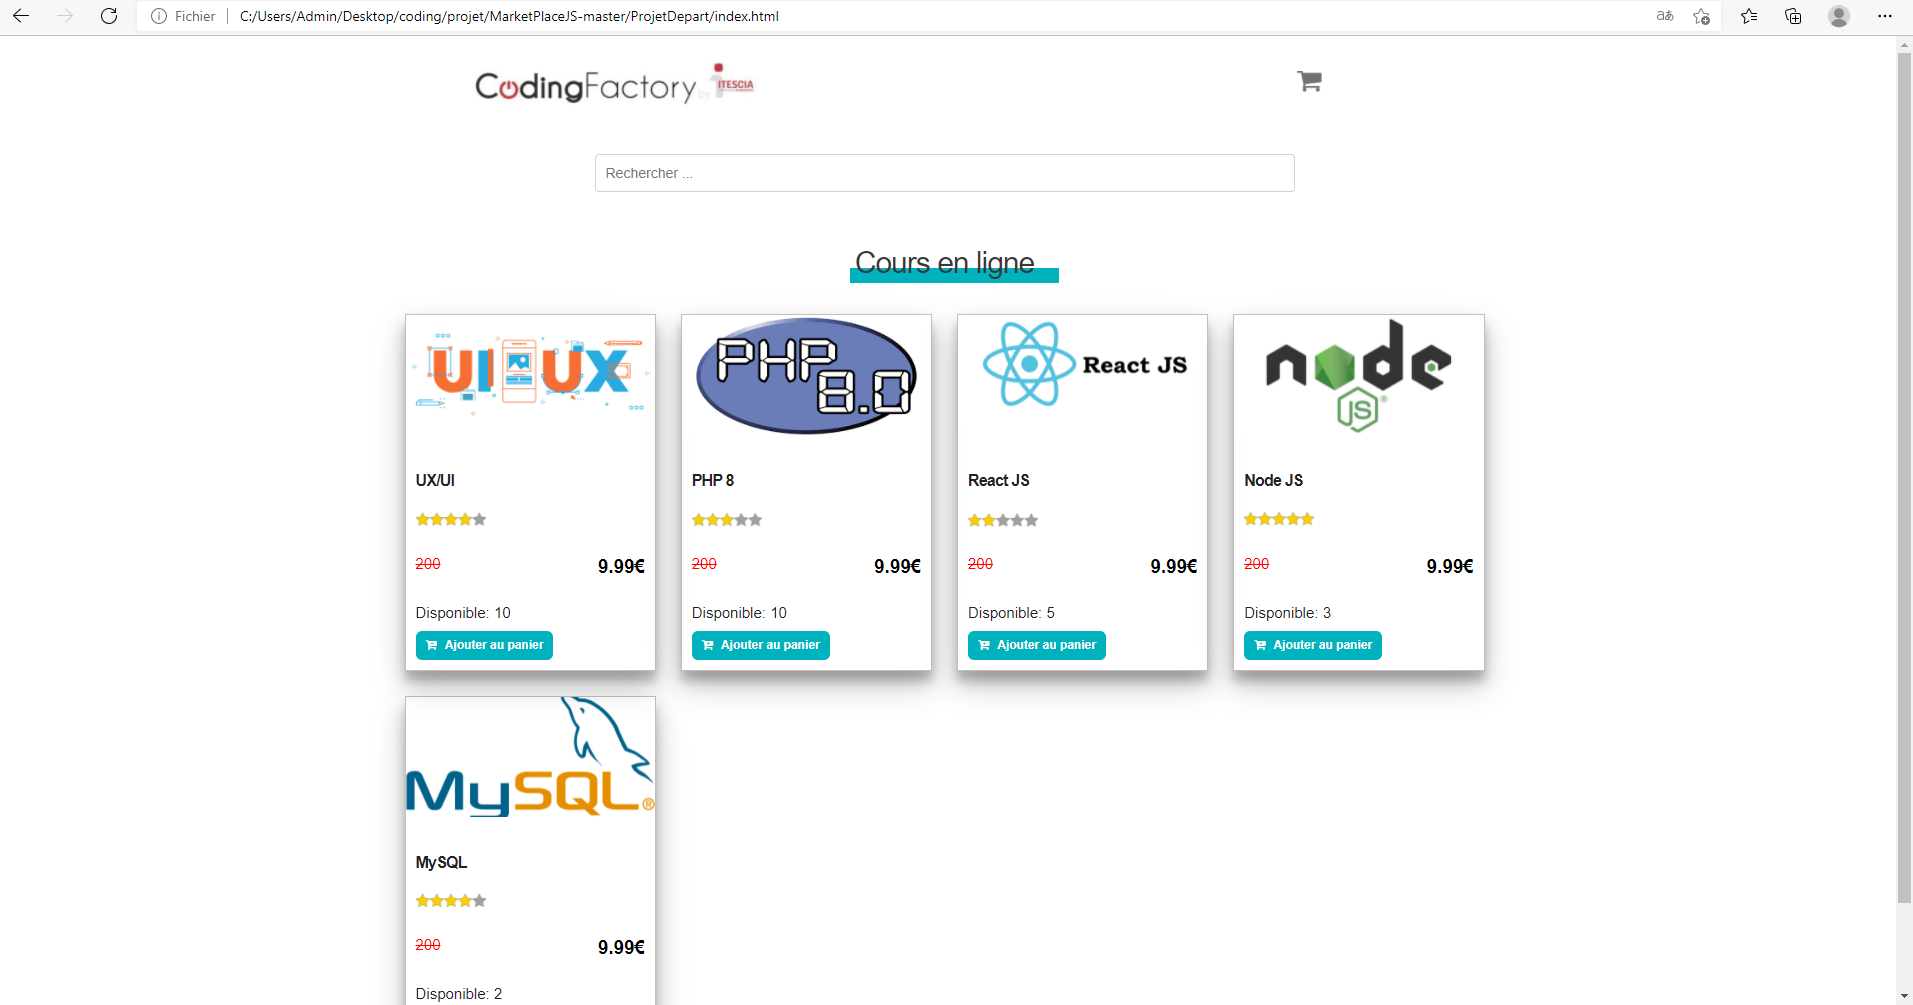 Fichier
C:/Users/Admin/Desktop/coding/projet/MarketPlaceJS-master/ProjetDepart/index.html
aあ
CodingFactory by ITESCIA
Rechercher ...
Cours en ligne
UI UX
PHP 8.0
React JS
node JS®
UX/UI
PHP 8
React JS
Node JS
200 9.99€
200 9.99€
200 9.99€
200 9.99€
Disponible: 10
Disponible: 10
Disponible: 5
Disponible: 3
Ajouter au panier
Ajouter au panier
Ajouter au panier
Ajouter au panier
MySQL®
MySQL
200 9.99€
Disponible: 2